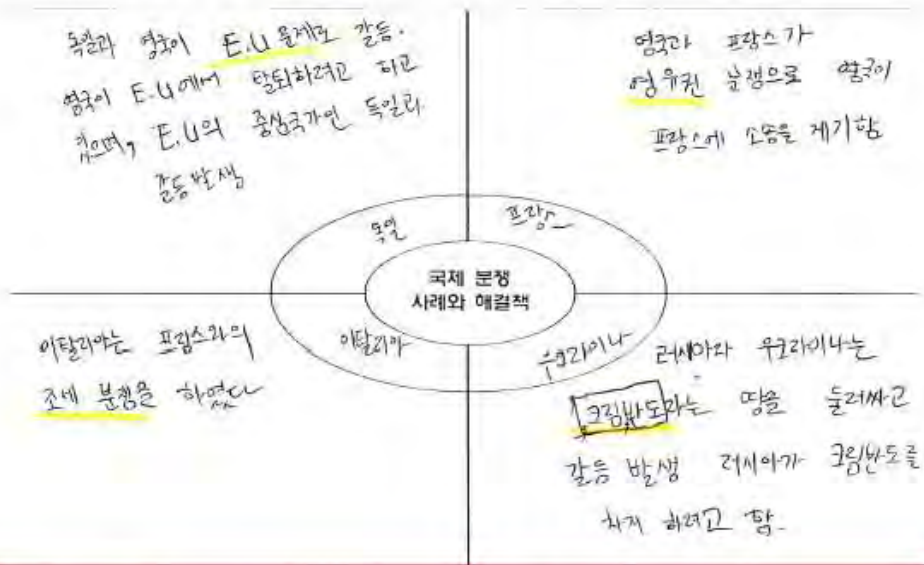 독일과 영국이 E.U 문제로 갈등.
영국이 E.U에서 탈퇴하려고 하고
있으며, E.U의 중심국가인 독일과
갈등발생
영국과 프랑스가
영유권 분쟁으로 영국이
프랑스에 소송을 제기함
독일
프랑스
국제 분쟁
사례와 해결책
이탈리아
우크라이나
이탈리아는 프랑스와의
조세 분쟁을 하였다
러시아와 우크라이나는
크림반도라는 땅을 둘러싸고
갈등 발생 러시아가 크림반도를
차지 하려고 함.